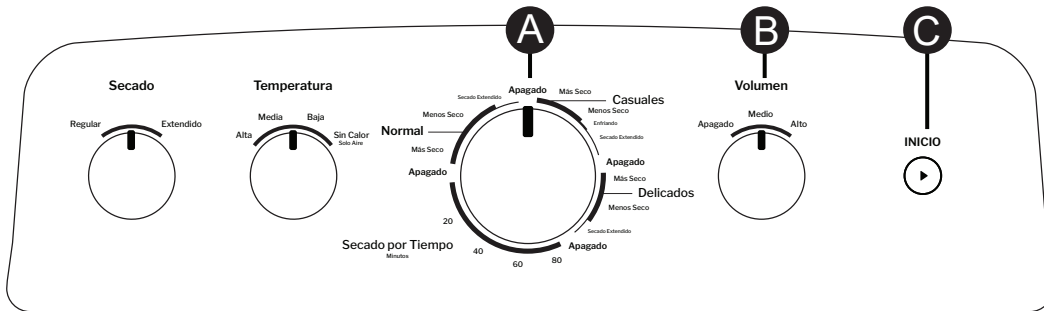 A
B
C
Secado
Regular
Extendido
Temperatura
Alta
Media
Baja
Sin Calor
Solo Aire
Apagado
Más Seco
Casuales
Menos Seco
Enfriando
Secado Extendido
Apagado
Más Seco
Delicados
Menos Seco
Secado Extendido
Apagado
80
60
40
20
Secado por Tiempo
Minutos
Apagado
Más Seco
Normal
Menos Seco
Secado Extendido
Volumen
Apagado
Medio
Alto
INICIO